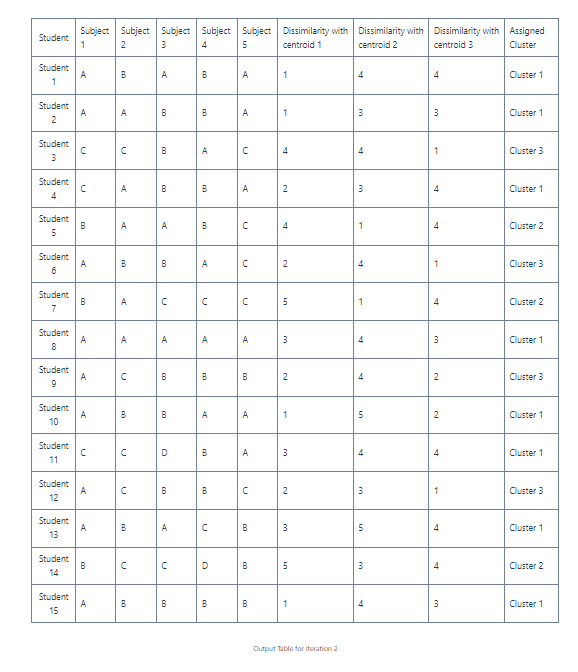 Student Subject 1 Subject 2 Subject 3 Subject 4 Subject 5 Dissimilarity with centroid 1 Dissimilarity with centroid 2 Dissimilarity with centroid 3 Assigned Cluster
Student 1 A B A B A 1 4 4 Cluster 1
Student 2 A A B B A 1 3 3 Cluster 1
Student 3 C C B A C 4 4 1 Cluster 3
Student 4 C A B B A 2 3 4 Cluster 1
Student 5 B A A B C 4 1 4 Cluster 2
Student 6 A B B A C 2 4 1 Cluster 3
Student 7 B A C C C 5 1 4 Cluster 2
Student 8 A A A A A 3 4 3 Cluster 1
Student 9 A C B B B 2 4 2 Cluster 3
Student 10 A B B A A 1 5 2 Cluster 1
Student 11 C C D B A 3 4 4 Cluster 1
Student 12 A C B B C 2 3 1 Cluster 3
Student 13 A B A C B 3 5 4 Cluster 1
Student 14 B C C D B 5 3 4 Cluster 2
Student 15 A B B B B 1 4 3 Cluster 1
Output Table for Iteration 2